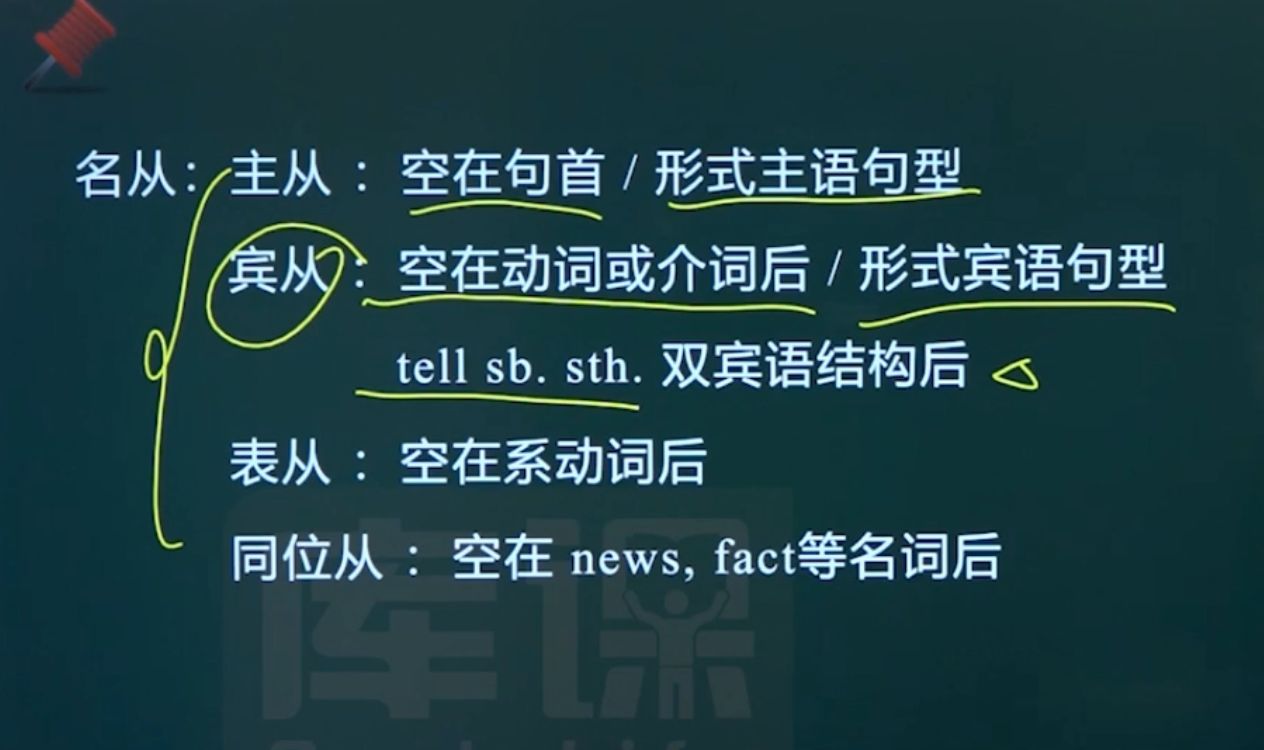 名从：主从 ：空在句首 / 形式主语句型
宾从 ：空在动词或介词后 / 形式宾语句型
tell sb. sth. 双宾语结构后
表从 ：空在系动词后
同位从 ：空在 news, fact等名词后
库课